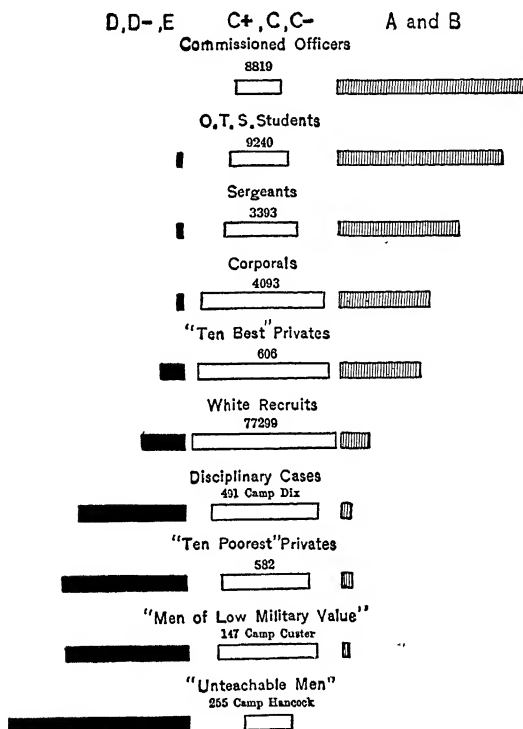 D,D-,E C+,C,C- A and B
Commissioned Officers
8819
O.T.S. Students
9240
Sergeants
3393
Corporals
4093
"Ten Best" Privates
606
White Recruits
77299
Disciplinary Cases
491 Camp Dix
"Ten Poorest" Privates
582
"Men of Low Military Value"
147 Camp Custer
"Unteachable Men"
255 Camp Hancock